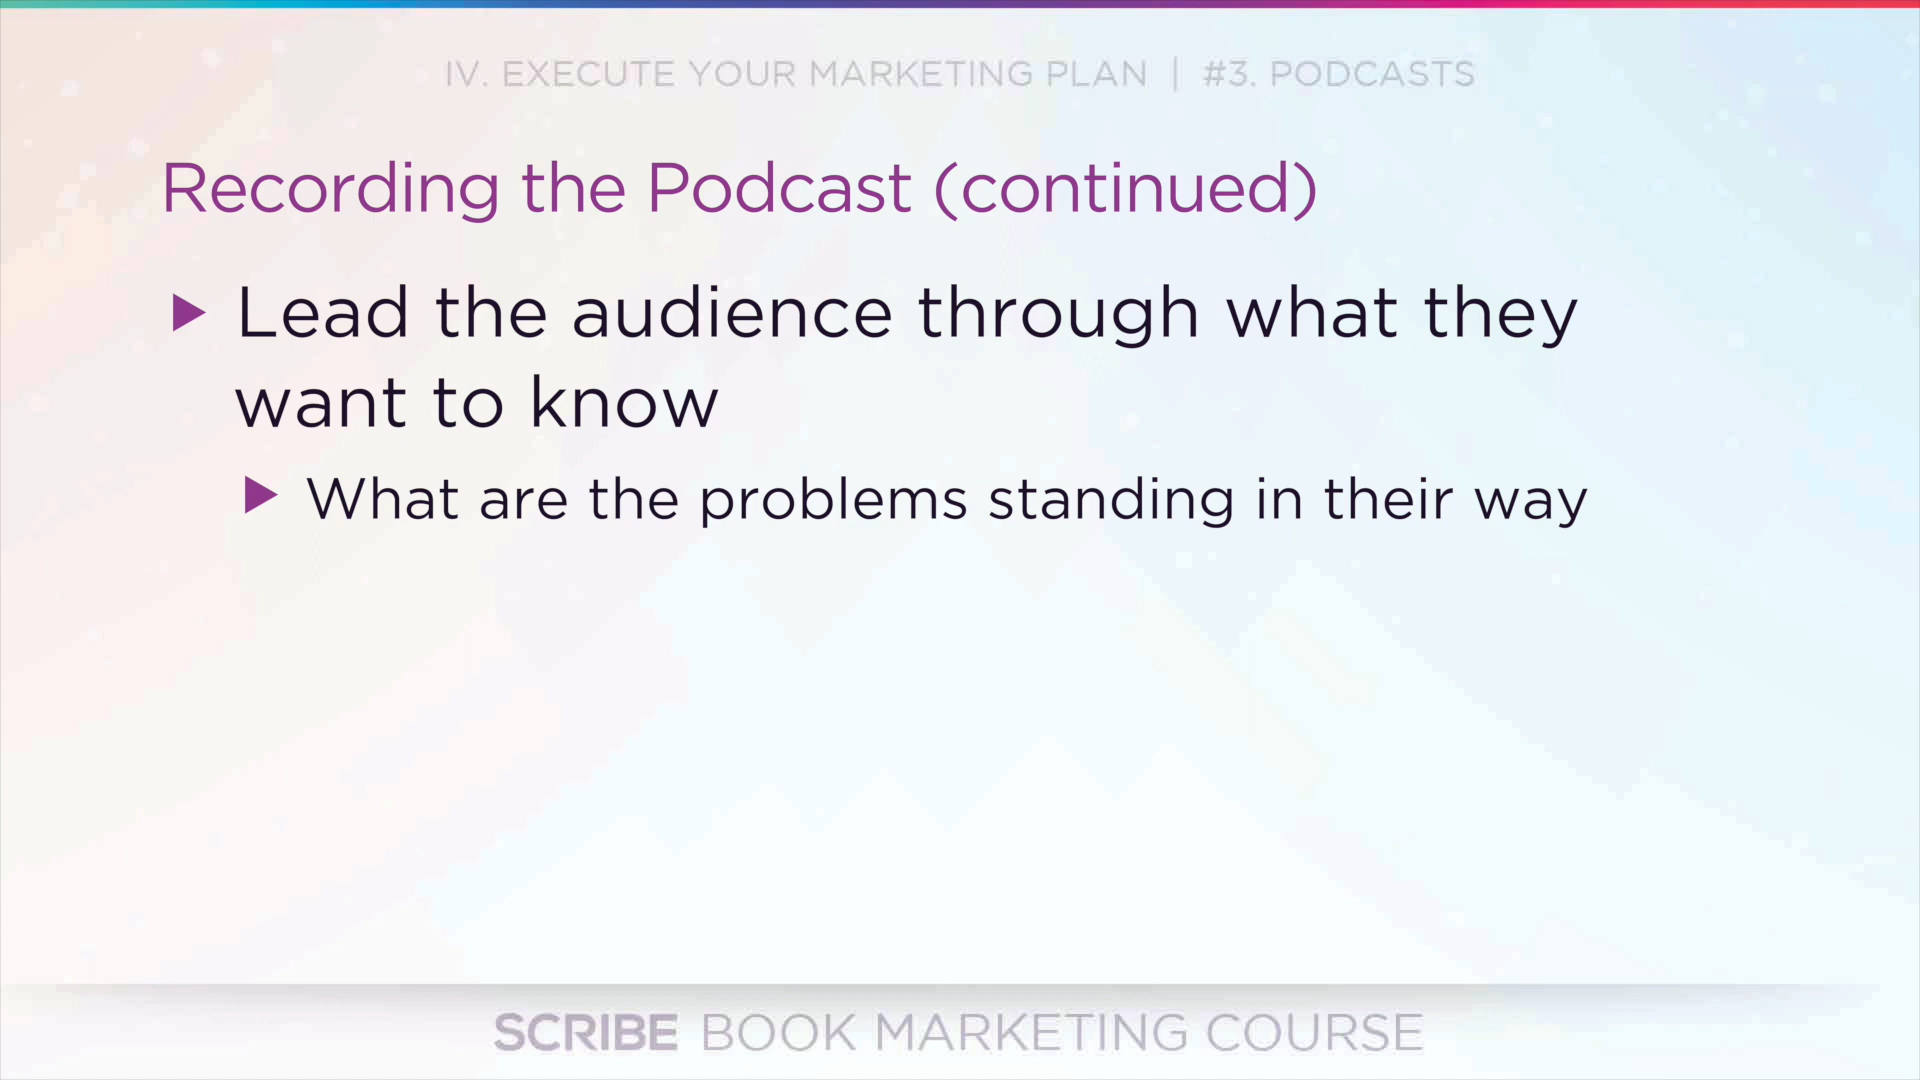 IV. EXECUTE YOUR MARKETING PLAN | #3. PODCASTS
Recording the Podcast (continued)
Lead the audience through what they
want to know
What are the problems standing in their way
SCRIBE BOOK MARKETING COURSE